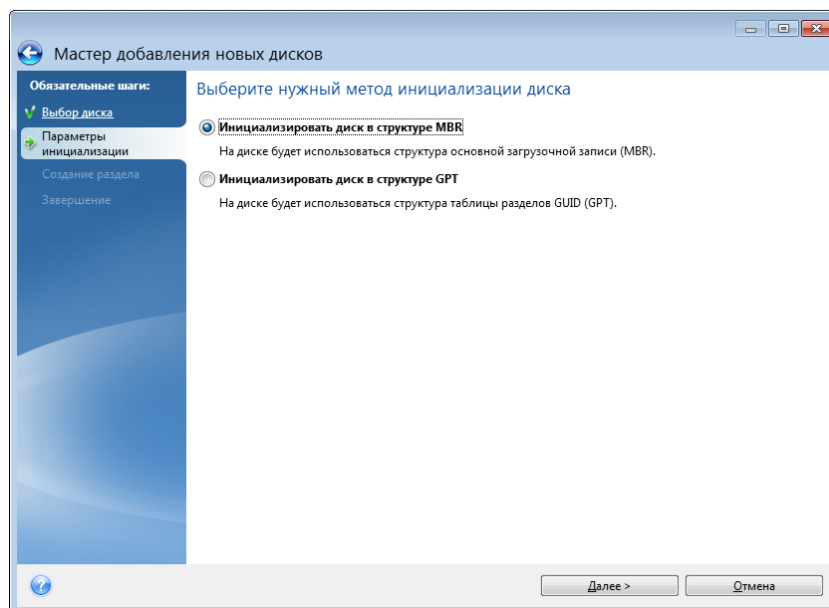 Мастер добавления новых дисков
Обязательные шаги:
Выбор диска
Параметры
инициализации
Создание раздела
Завершение
Выберите нужный метод инициализации диска
Инициализировать диск в структуре MBR
На диске будет использоваться структура основной загрузочной записи (MBR).
Инициализировать диск в структуре GPT
На диске будет использоваться структура таблицы разделов GUID (GPT).
Далее >
Отмена